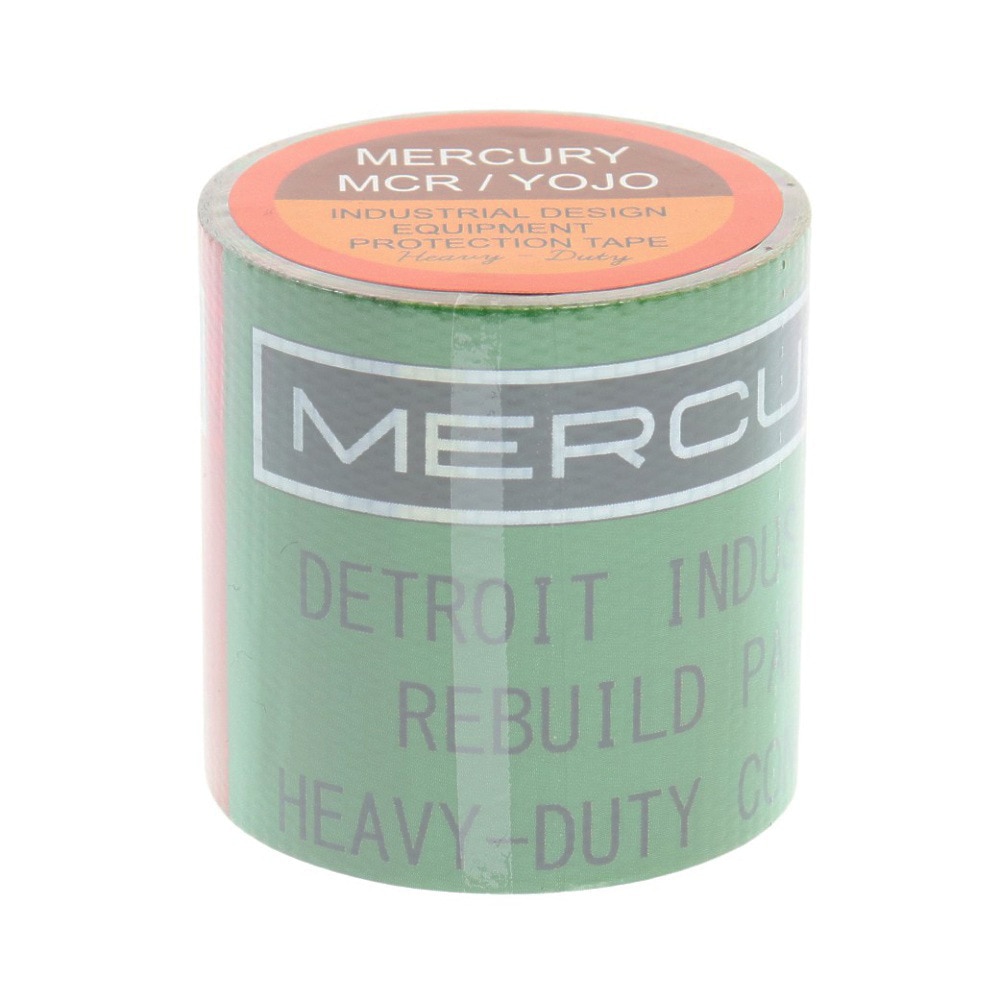 MERCURY
MCR / YOJO
INDUSTRIAL DESIGN
EQUIPMENT
PROTECTION TAPE
Heavy-Duty
MERCU
DETROIT INDUS
REBUILD PA
HEAVY-DUTY CO